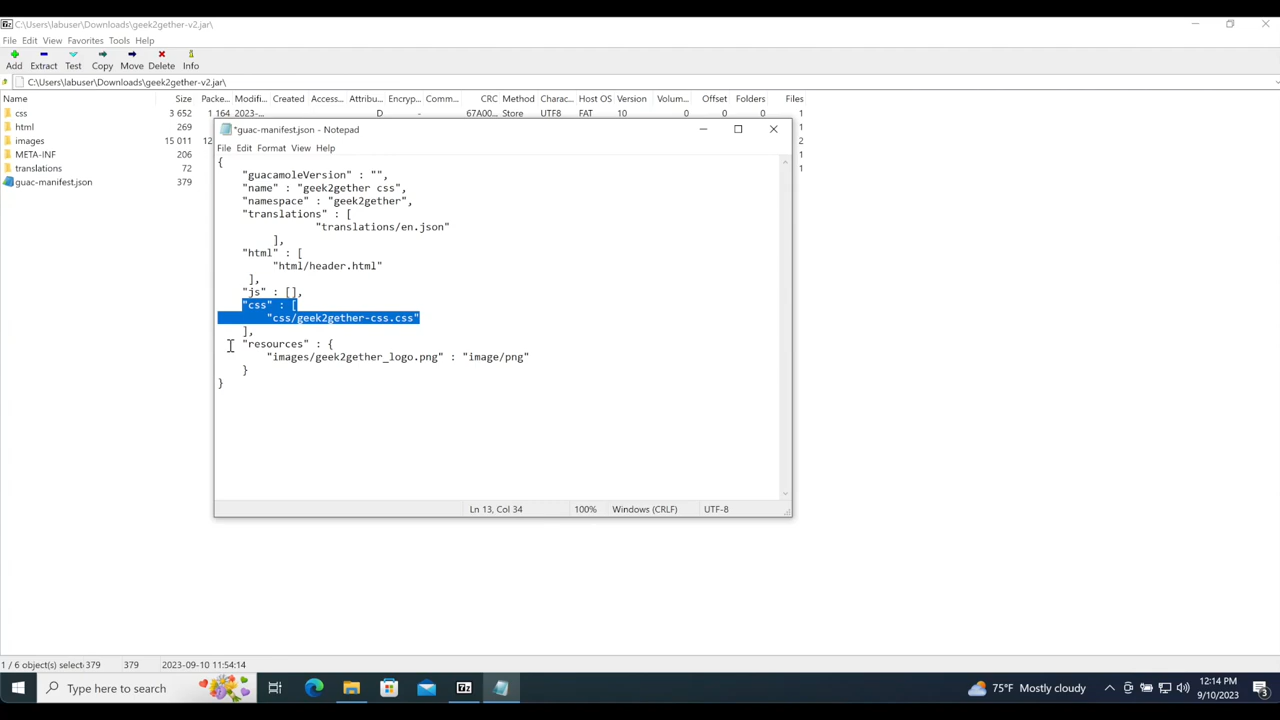 C:\Users\labuser\Downloads\geek2gether-v2.jar\
File Edit View Favorites Tools Help
Add Extract Test Copy Move Delete Info
C:\Users\labuser\Downloads\geek2gether-v2.jar\
Name Size Packe... Modifi... Created Access... Attribu... Encryp... Comm... CRC Method Charac... Host OS Version Volum... Offset Folders Files
css 3 652 1 164 2023-... D - 67A00... Store UTF8 FAT 10 0 0 0 1
html 269 1
images 15 011 12 2
META-INF 206 1
translations 72 1
guac-manifest.json 379
*guac-manifest.json - Notepad
File Edit Format View Help
{
"guacamoleVersion" : "*",
"name" : "geek2gether css",
"namespace" : "geek2gether",
"translations" : [
"translations/en.json"
],
"html" : [
"html/header.html"
],
"js" : [],
"css" : [
"css/geek2gether-css.css"
],
"resources" : {
"images/geek2gether_logo.png" : "image/png"
}
}
Ln 13, Col 34 100% Windows (CRLF) UTF-8
1 / 6 object(s) select 379 379 2023-09-10 11:54:14
Type here to search
7z
75°F Mostly cloudy
12:14 PM
9/10/2023
3